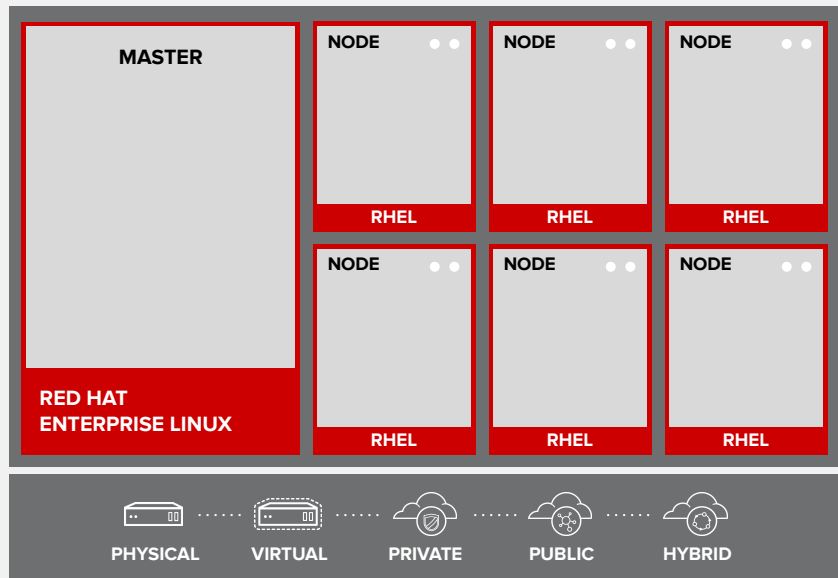 MASTER
RED HAT
ENTERPRISE LINUX
NODE
NODE
NODE
RHEL
RHEL
RHEL
NODE
NODE
NODE
RHEL
RHEL
RHEL
PHYSICAL
VIRTUAL
PRIVATE
PUBLIC
HYBRID